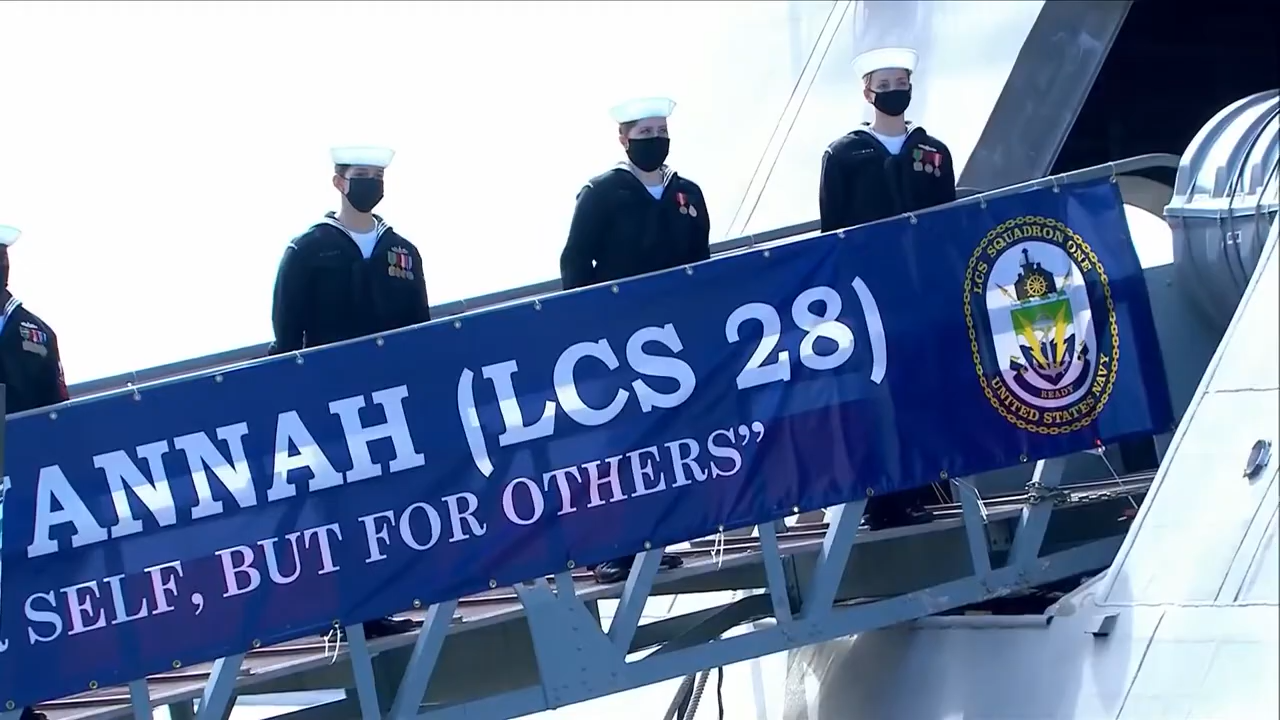 ANNAH (LCS 28)
SELF, BUT FOR OTHERS”
LCS SQUADRON ONE
READY
UNITED STATES NAVY